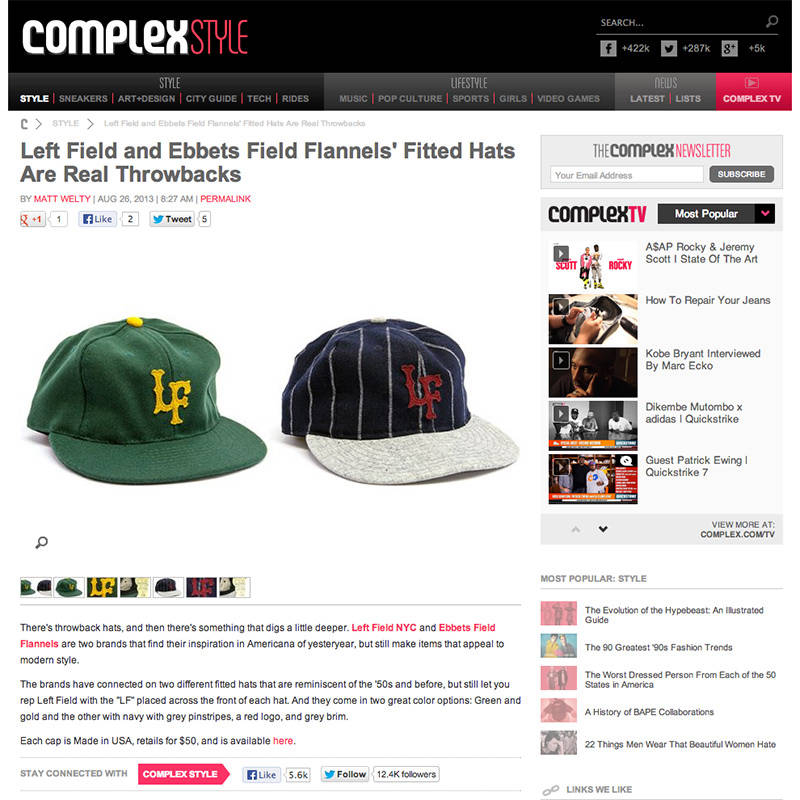 COMPLEX STYLE
SEARCH...
+422k +287k +5k
STYLE LIFESTYLE NEWS
STYLE | SNEAKERS | ART+DESIGN | CITY GUIDE | TECH | RIDES MUSIC | POP CULTURE | SPORTS | GIRLS | VIDEO GAMES LATEST | LISTS COMPLEX TV
STYLE Left Field and Ebbets Field Flannels' Fitted Hats Are Real Throwbacks
Left Field and Ebbets Field Flannels' Fitted Hats
Are Real Throwbacks
BY MATT WELTY | AUG 26, 2013 | 8:27 AM | PERMALINK
+1 1 Like 2 Tweet 5
LF
LF
There's throwback hats, and then there's something that digs a little deeper. Left Field NYC and Ebbets Field
Flannels are two brands that find their inspiration in Americana of yesteryear, but still make items that appeal to
modern style.
The brands have connected on two different fitted hats that are reminiscent of the '50s and before, but still let you
rep Left Field with the "LF" placed across the front of each hat. And they come in two great color options: Green and
gold and the other with navy with grey pinstripes, a red logo, and grey brim.
Each cap is Made in USA, retails for $50, and is available here.
STAY CONNECTED WITH COMPLEX STYLE Like 5.6k Follow 12.4K followers
THE COMPLEX NEWSLETTER
Your Email Address SUBSCRIBE
COMPLEX TV Most Popular
SCOTT ROCKY
A$AP Rocky & Jeremy
Scott I State Of The Art
How To Repair Your Jeans
Kobe Bryant Interviewed
By Marc Ecko
Dikembe Mutombo x
adidas | Quickstrike
Guest Patrick Ewing |
Quickstrike 7
VIEW MORE AT:
COMPLEX.COM/TV
MOST POPULAR: STYLE
The Evolution of the Hypebeast: An Illustrated
Guide
The 90 Greatest '90s Fashion Trends
The Worst Dressed Person From Each of the 50
States in America
A History of BAPE Collaborations
22 Things Men Wear That Beautiful Women Hate
LINKS WE LIKE